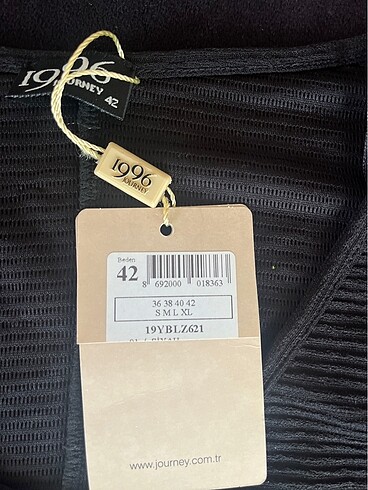 1996
JOURNEY
42
1996
JOURNEY
Beden
42
8 692000 018363
36 38 40 42
S M L XL
19YBLZ621
www.journey.com.tr